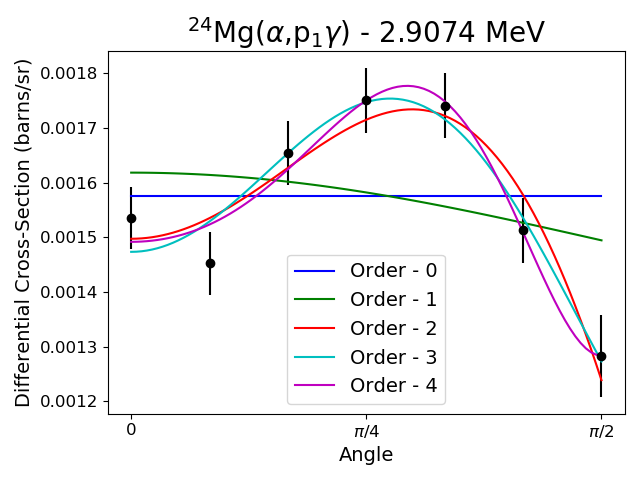 ²⁴Mg(α,p₁γ) - 2.9074 MeV
Differential Cross-Section (barns/sr)
0.0018
0.0017
0.0016
0.0015
0.0014
0.0013
0.0012
Order - 0
Order - 1
Order - 2
Order - 3
Order - 4
0
π/4
π/2
Angle